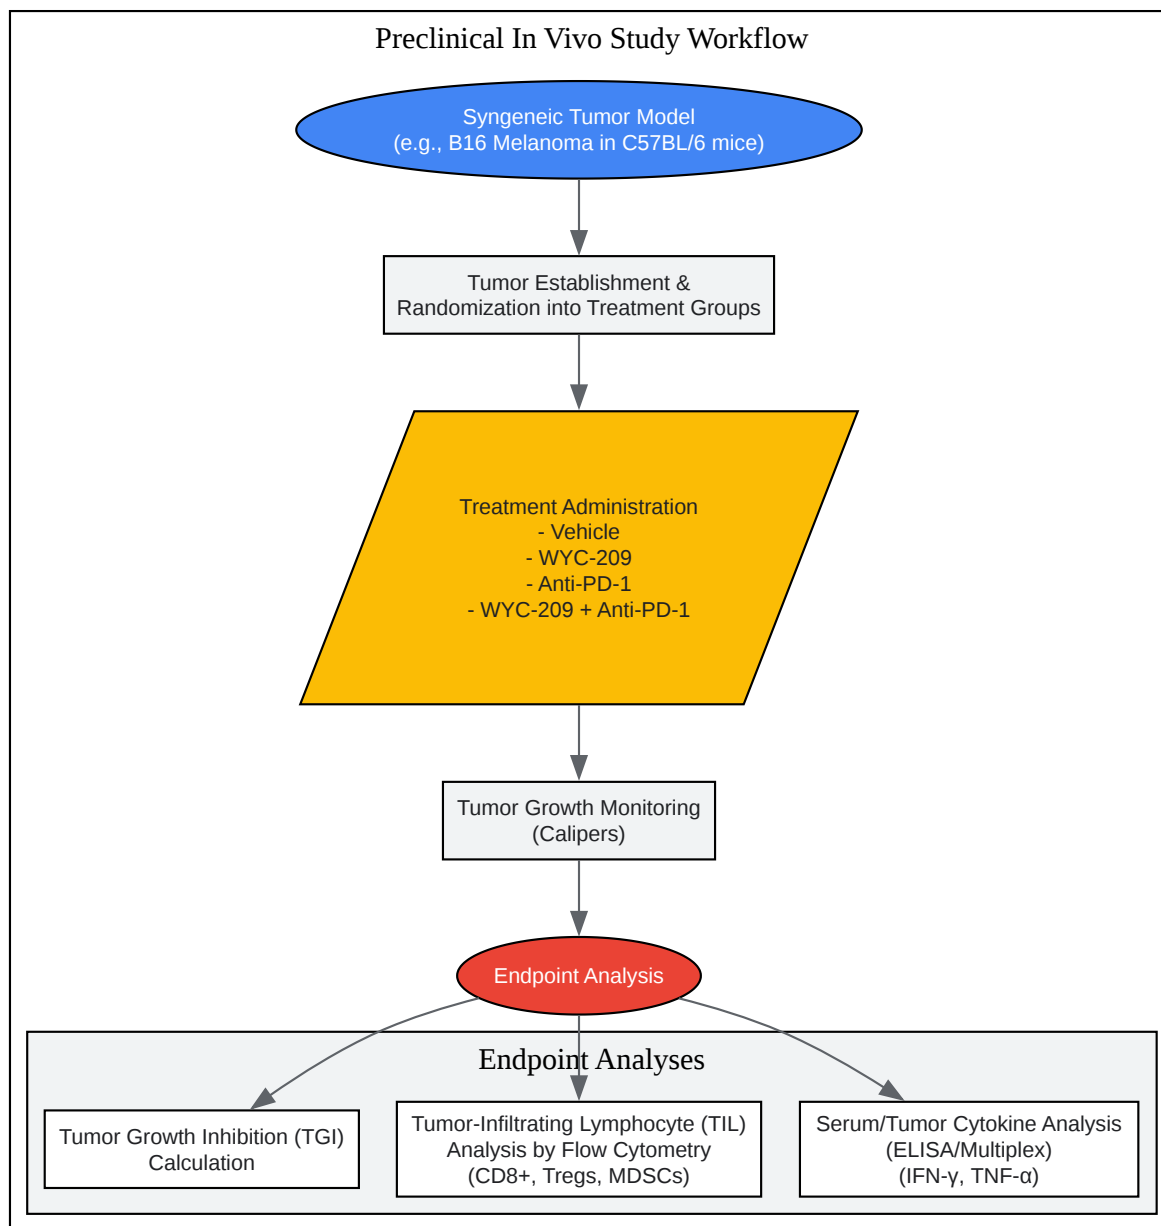 Preclinical In Vivo Study Workflow
Syngeneic Tumor Model
(e.g., B16 Melanoma in C57BL/6 mice)
Tumor Establishment &
Randomization into Treatment Groups
Treatment Administration
- Vehicle
- WYC-209
- Anti-PD-1
- WYC-209 + Anti-PD-1
Tumor Growth Monitoring
(Calipers)
Endpoint Analysis
Endpoint Analyses
Tumor Growth Inhibition (TGI)
Calculation
Tumor-Infiltrating Lymphocyte (TIL)
Analysis by Flow Cytometry
(CD8+, Tregs, MDSCs)
Serum/Tumor Cytokine Analysis
(ELISA/Multiplex)
(IFN-γ, TNF-α)